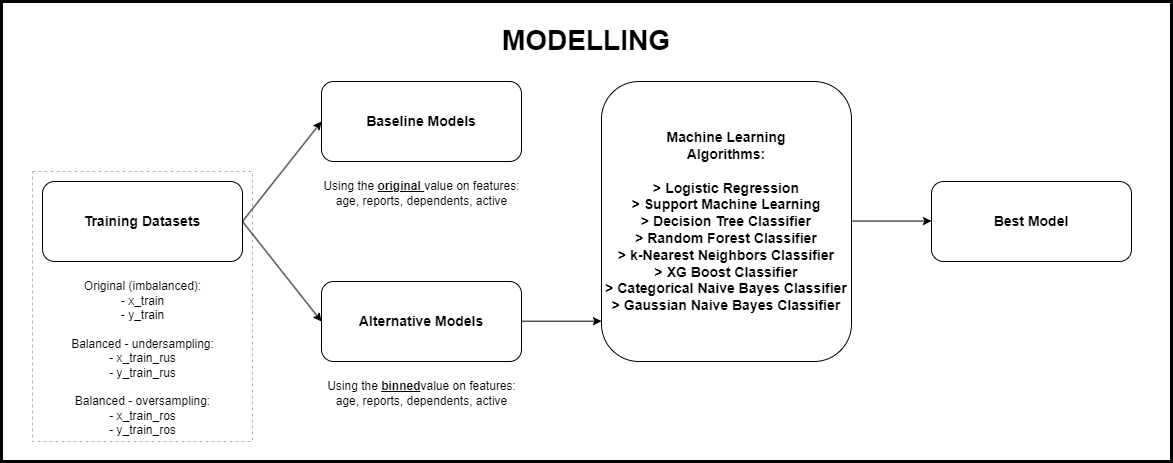 MODELLING
Training Datasets
Original (imbalanced):
- x_train
- y_train
Balanced - undersampling:
- x_train_rus
- y_train_rus
Balanced - oversampling:
- x_train_ros
- y_train_ros
Baseline Models
Using the original value on features:
age, reports, dependents, active
Alternative Models
Using the binnedvalue on features:
age, reports, dependents, active
Machine Learning
Algorithms:
> Logistic Regression
> Support Machine Learning
> Decision Tree Classifier
> Random Forest Classifier
> k-Nearest Neighbors Classifier
> XG Boost Classifier
> Categorical Naive Bayes Classifier
> Gaussian Naive Bayes Classifier
Best Model